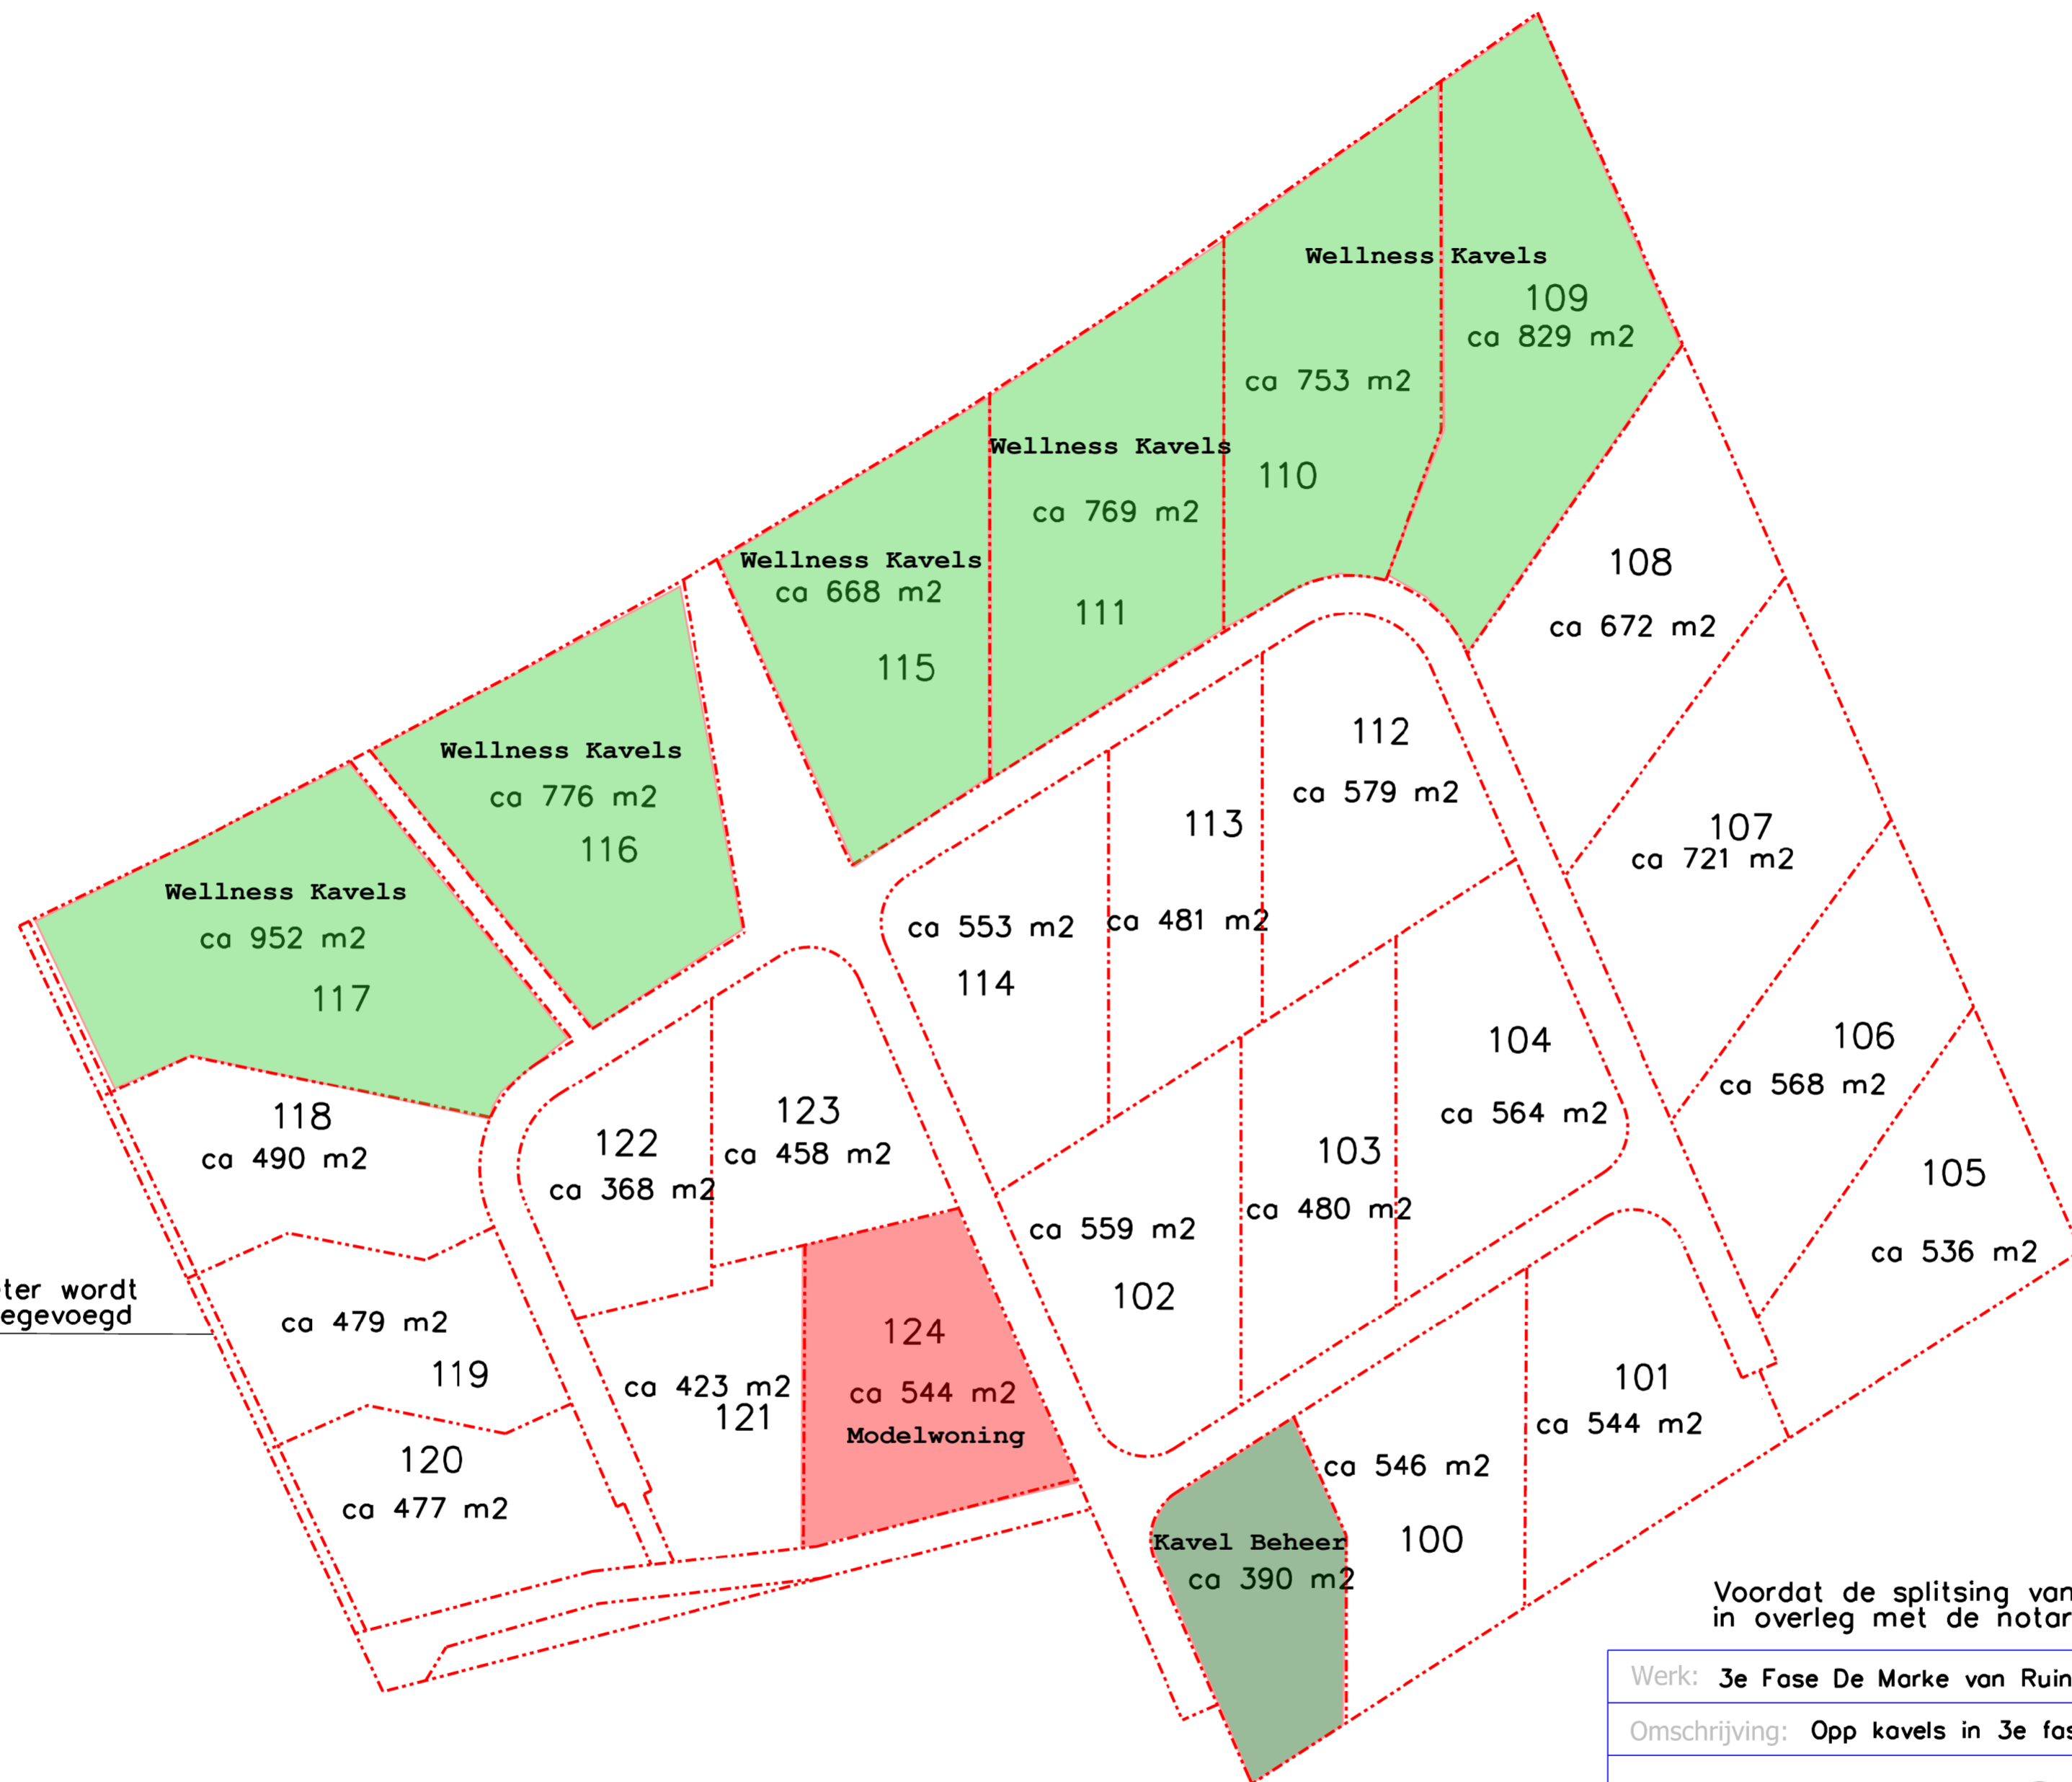 Wellness Kavels
109
ca 829 m2
ca 753 m2
110
Wellness Kavels
ca 769 m2
111
Wellness Kavels
ca 668 m2
115
108
ca 672 m2
Wellness Kavels
ca 776 m2
116
112
ca 579 m2
113
ca 481 m2
107
ca 721 m2
Wellness Kavels
ca 952 m2
117
ca 553 m2
114
106
ca 568 m2
104
ca 564 m2
118
ca 490 m2
122
ca 368 m2
123
ca 458 m2
103
ca 480 m2
105
ca 536 m2
ca 559 m2
102
ter wordt
egevoegd
ca 479 m2
119
ca 423 m2
121
124
ca 544 m2
Modelwoning
101
ca 544 m2
120
ca 477 m2
ca 546 m2
100
Kavel Beheer
ca 390 m2
Voordat de splitsing van
in overleg met de notar
Werk: 3e Fase De Marke van Ruin
Omschrijving: Opp kavels in 3e fas